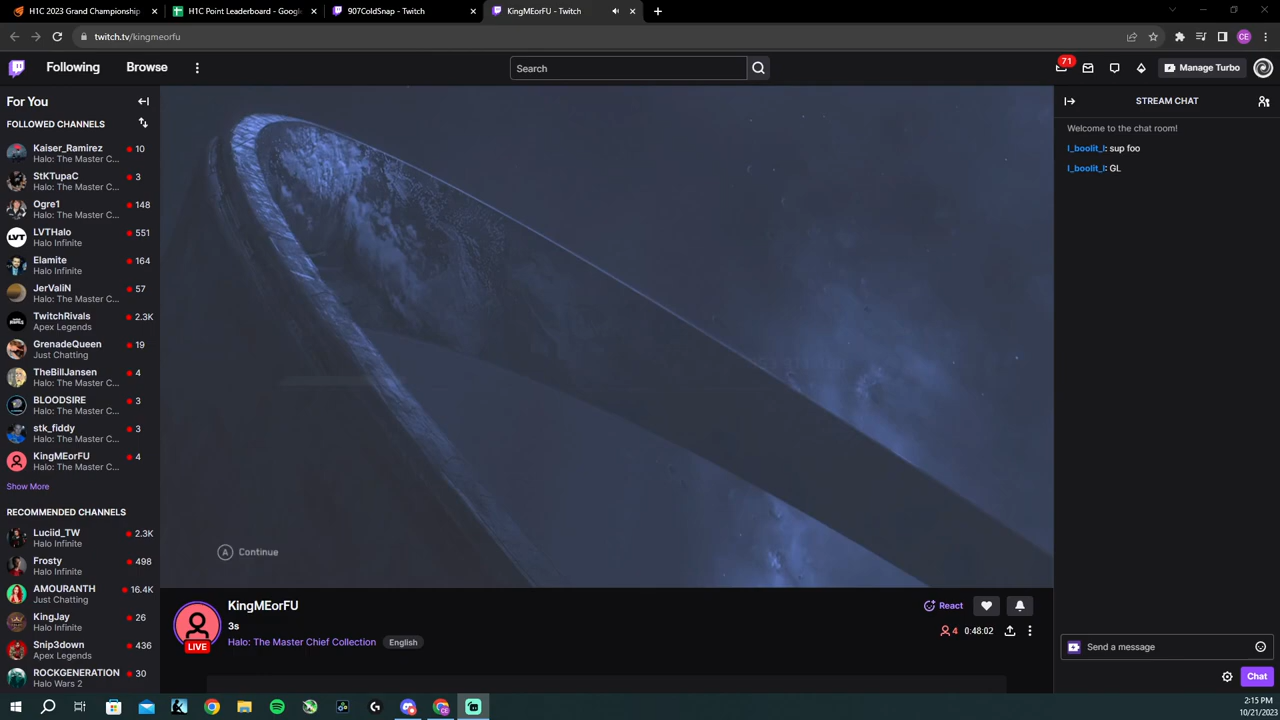 H1C 2023 Grand Championship
H1C Point Leaderboard - Google
907ColdSnap - Twitch
KingMEorFU - Twitch
twitch.tv/kingmeorfu
CE
Following
Browse
Search
71
Manage Turbo
For You
FOLLOWED CHANNELS
Kaiser_Ramirez
10
Halo: The Master C...
StKTupaC
3
Halo: The Master C...
Ogre1
148
Halo: The Master C...
LVT
LVTHalo
551
Halo Infinite
Elamite
164
Halo Infinite
JerValiN
57
Halo: The Master C...
TwitchRivals
2.3K
Apex Legends
GrenadeQueen
19
Just Chatting
TheBillJansen
4
Halo: The Master C...
BLOODSIRE
3
Halo: The Master C...
stk_fiddy
3
Halo: The Master C...
KingMEorFU
4
Halo: The Master C...
Show More
RECOMMENDED CHANNELS
Luciid_TW
2.3K
Halo Infinite
Frosty
498
Halo Infinite
AMOURANTH
16.4K
Just Chatting
KingJay
26
Halo Infinite
Snip3down
436
Apex Legends
ROCKGENERATION
30
Halo Wars 2
A Continue
LIVE
KingMEorFU
3s
Halo: The Master Chief Collection
English
React
4
0:48:02
STREAM CHAT
Welcome to the chat room!
l_boolit_l: sup foo
l_boolit_l: GL
Send a message
Chat
2:15 PM
10/21/2023